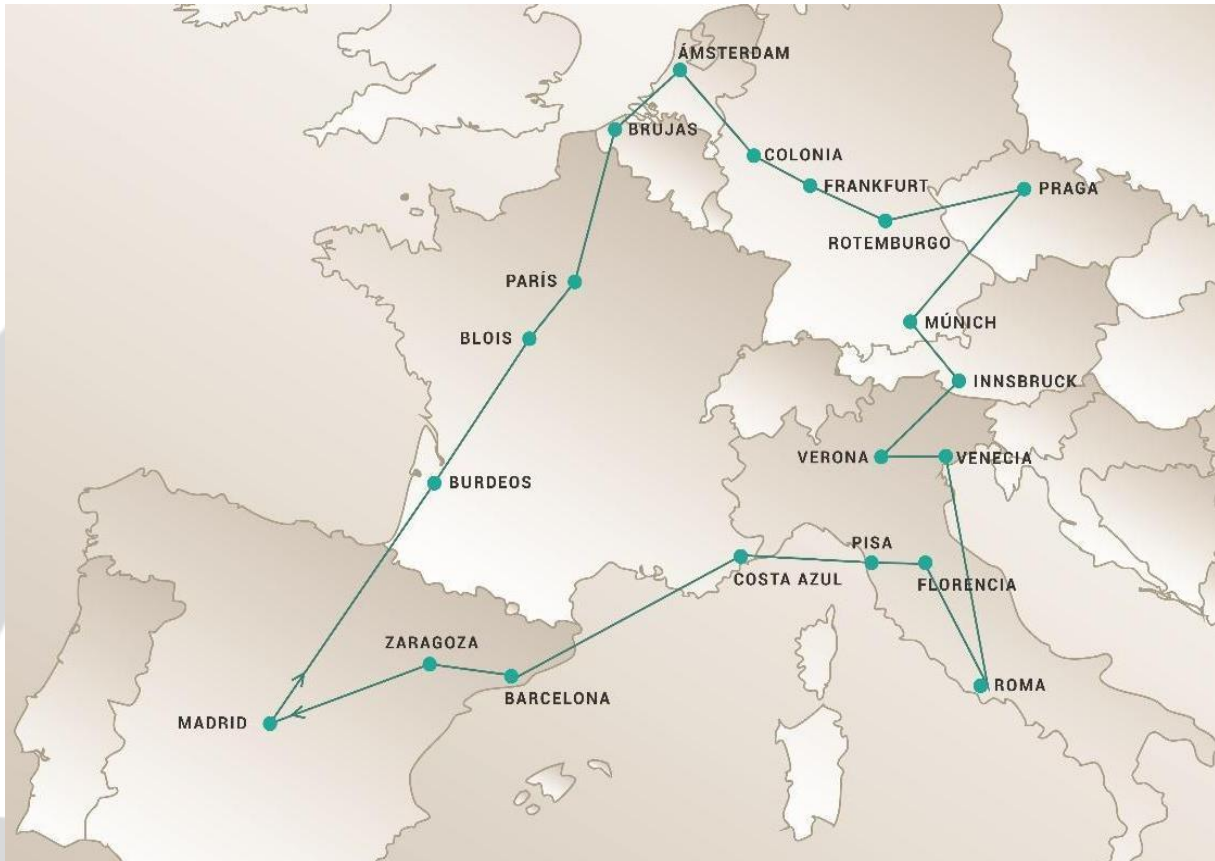 ÁMSTERDAM
BRUJAS
COLONIA
FRANKFURT
PRAGA
ROTEMBURGO
PARÍS
MÚNICH
BLOIS
INNSBRUCK
VERONA
VENECIA
BURDEOS
PISA
COSTA AZUL
FLORENCIA
ZARAGOZA
ROMA
BARCELONA
MADRID